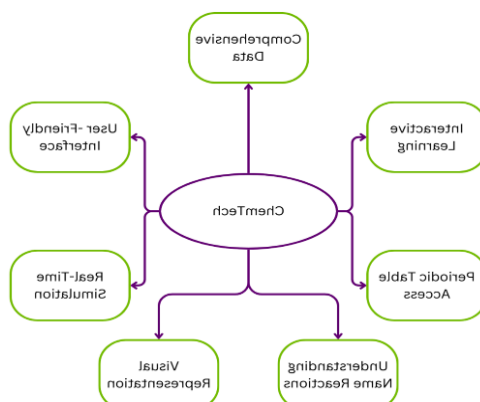 Comprehensive
Data
User-Friendly
Interface
Interactive
Learning
ChemTech
Real-Time
Simulation
Periodic Table
Access
Visual
Representation
Understanding
Name Reactions